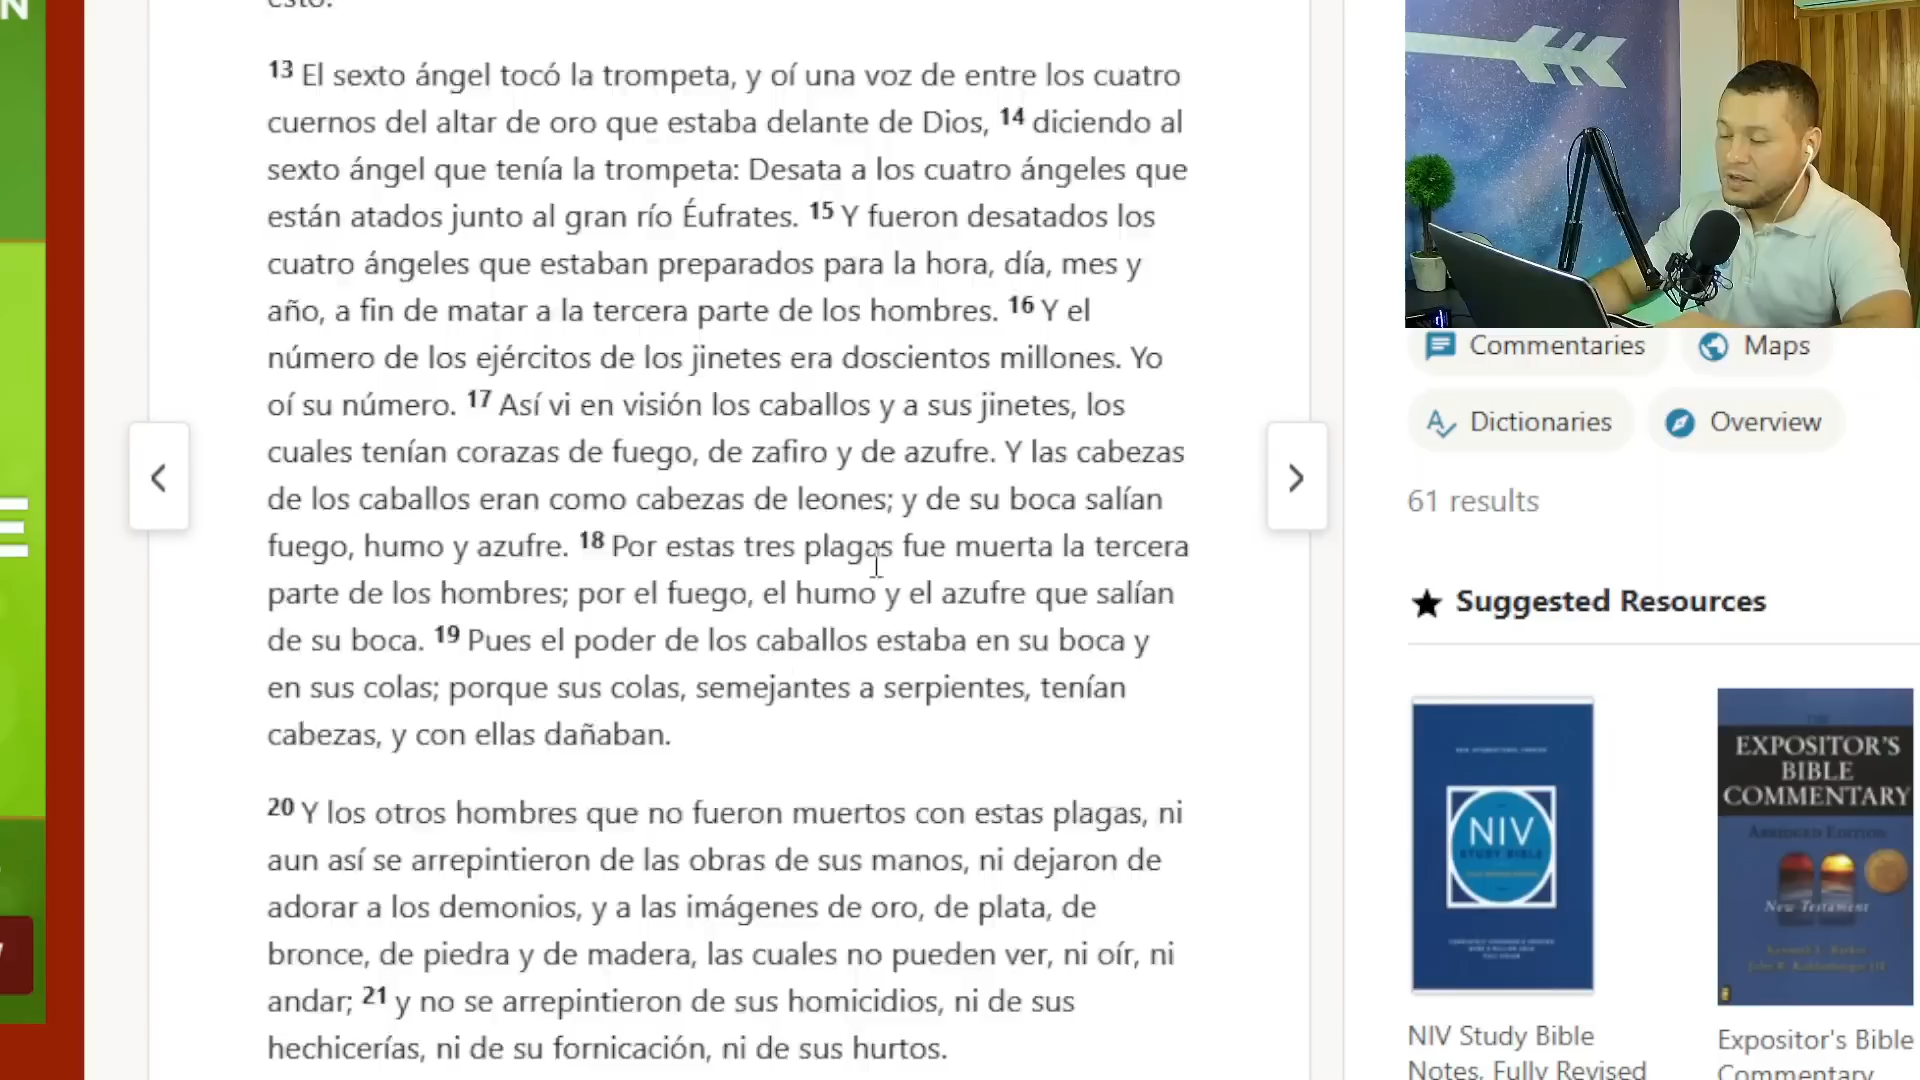 esto.
13 El sexto ángel tocó la trompeta, y oí una voz de entre los cuatro
cuernos del altar de oro que estaba delante de Dios, 14 diciendo al
sexto ángel que tenía la trompeta: Desata a los cuatro ángeles que
están atados junto al gran río Éufrates. 15 Y fueron desatados los
cuatro ángeles que estaban preparados para la hora, día, mes y
año, a fin de matar a la tercera parte de los hombres. 16 Y el
número de los ejércitos de los jinetes era doscientos millones. Yo
oí su número. 17 Así vi en visión los caballos y a sus jinetes, los
cuales tenían corazas de fuego, de zafiro y de azufre. Y las cabezas
de los caballos eran como cabezas de leones; y de su boca salían
fuego, humo y azufre. 18 Por estas tres plagas fue muerta la tercera
parte de los hombres; por el fuego, el humo y el azufre que salían
de su boca. 19 Pues el poder de los caballos estaba en su boca y
en sus colas; porque sus colas, semejantes a serpientes, tenían
cabezas, y con ellas dañaban.
20 Y los otros hombres que no fueron muertos con estas plagas, ni
aun así se arrepintieron de las obras de sus manos, ni dejaron de
adorar a los demonios, y a las imágenes de oro, de plata, de
bronce, de piedra y de madera, las cuales no pueden ver, ni oír, ni
andar; 21 y no se arrepintieron de sus homicidios, ni de sus
hechicerías, ni de su fornicación, ni de sus hurtos.
N
E
Commentaries
Maps
Dictionaries
Overview
61 results
Suggested Resources
NIV
STUDY BIBLE
THE
EXPOSITOR'S
BIBLE
COMMENTARY
ABRIDGED EDITION
New Testament
NIV Study Bible
Notes, Fully Revised
Expositor's Bible
Commentary